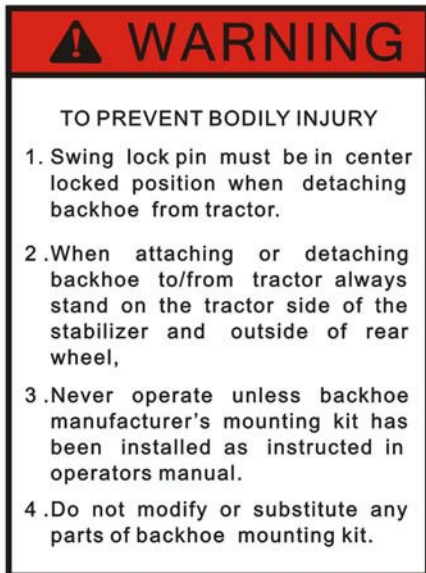 WARNING
TO PREVENT BODILY INJURY
1. Swing lock pin must be in center
locked position when detaching
backhoe from tractor.
2 .When attaching or detaching
backhoe to/from tractor always
stand on the tractor side of the
stabilizer and outside of rear
wheel,
3 .Never operate unless backhoe
manufacturer's mounting kit has
been installed as instructed in
operators manual.
4 .Do not modify or substitute any
parts of backhoe mounting kit.